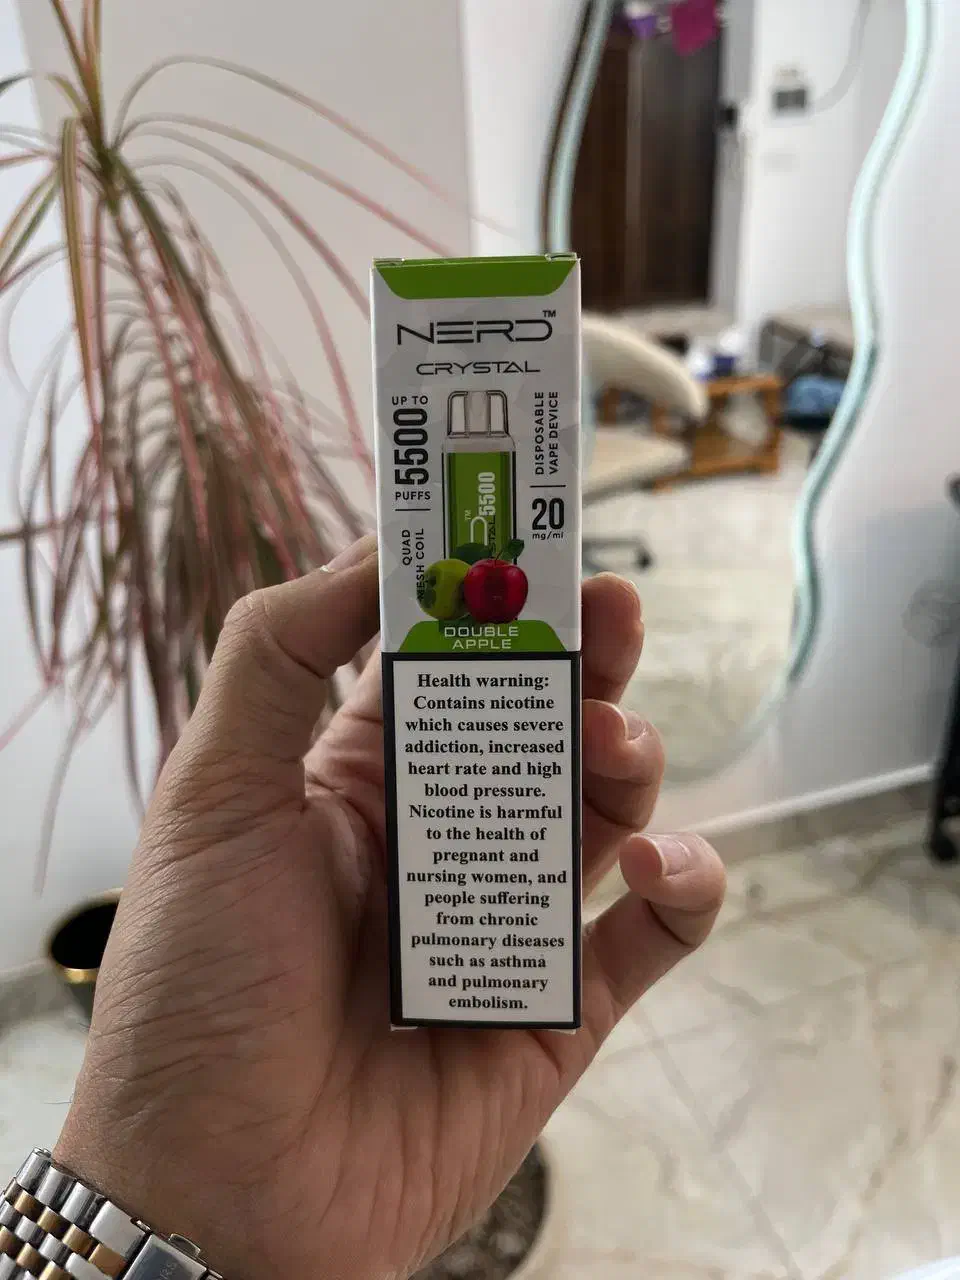 NERD™
CRYSTAL
UP TO
5500
PUFFS
QUAD
MESH COIL
DISPOSABLE
VAPE DEVICE
20
mg/ml
5500
DOUBLE
APPLE
Health warning:
Contains nicotine
which causes severe
addiction, increased
heart rate and high
blood pressure.
Nicotine is harmful
to the health of
pregnant and
nursing women, and
people suffering
from chronic
pulmonary diseases
such as asthma
and pulmonary
embolism.